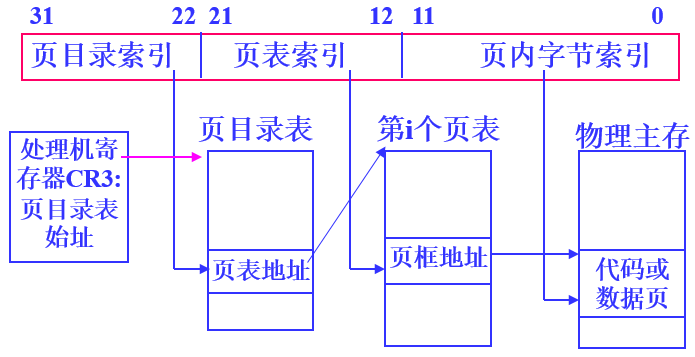 31 22 21 12 11 0
页目录索引 页表索引 页内字节索引
页目录表 第i个页表 物理主存
处理机寄
存器CR3:
页目录表
始址
页表地址 页框地址 代码或
数据页